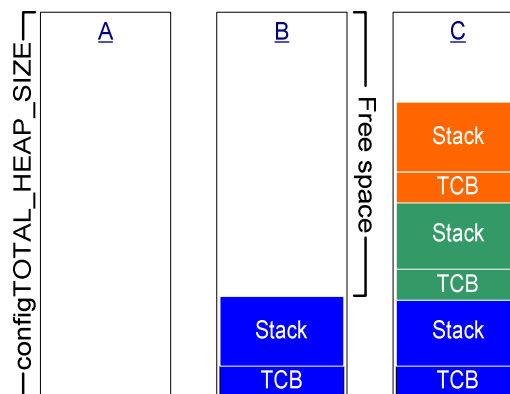 A
B
C
configTOTAL_HEAP_SIZE
Free space
Stack
TCB
Stack
TCB
Stack
TCB
Stack
TCB